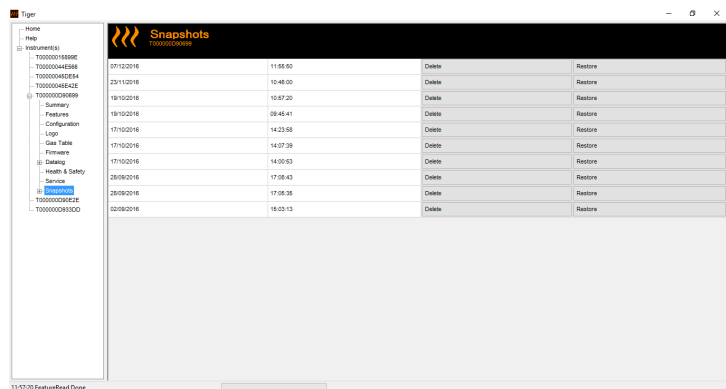 Tiger
Home
Help
Instrument(s)
T00000015899E
T00000044E566
T00000045DE54
T00000045E42E
T000000D90699
Summary
Features
Configuration
Logo
Gas Table
Firmware
Datalog
Health & Safety
Service
Snapshots
T000000D90E2E
T000000D933DD
Snapshots
T000000D90699
07/12/2016 11:55:50 Delete Restore
23/11/2016 10:46:00 Delete Restore
19/10/2016 10:57:20 Delete Restore
19/10/2016 09:45:41 Delete Restore
17/10/2016 14:23:58 Delete Restore
17/10/2016 14:07:39 Delete Restore
17/10/2016 14:00:53 Delete Restore
28/09/2016 17:08:43 Delete Restore
28/09/2016 17:08:36 Delete Restore
02/09/2016 15:03:13 Delete Restore
11:57:20 FeatureRead Done